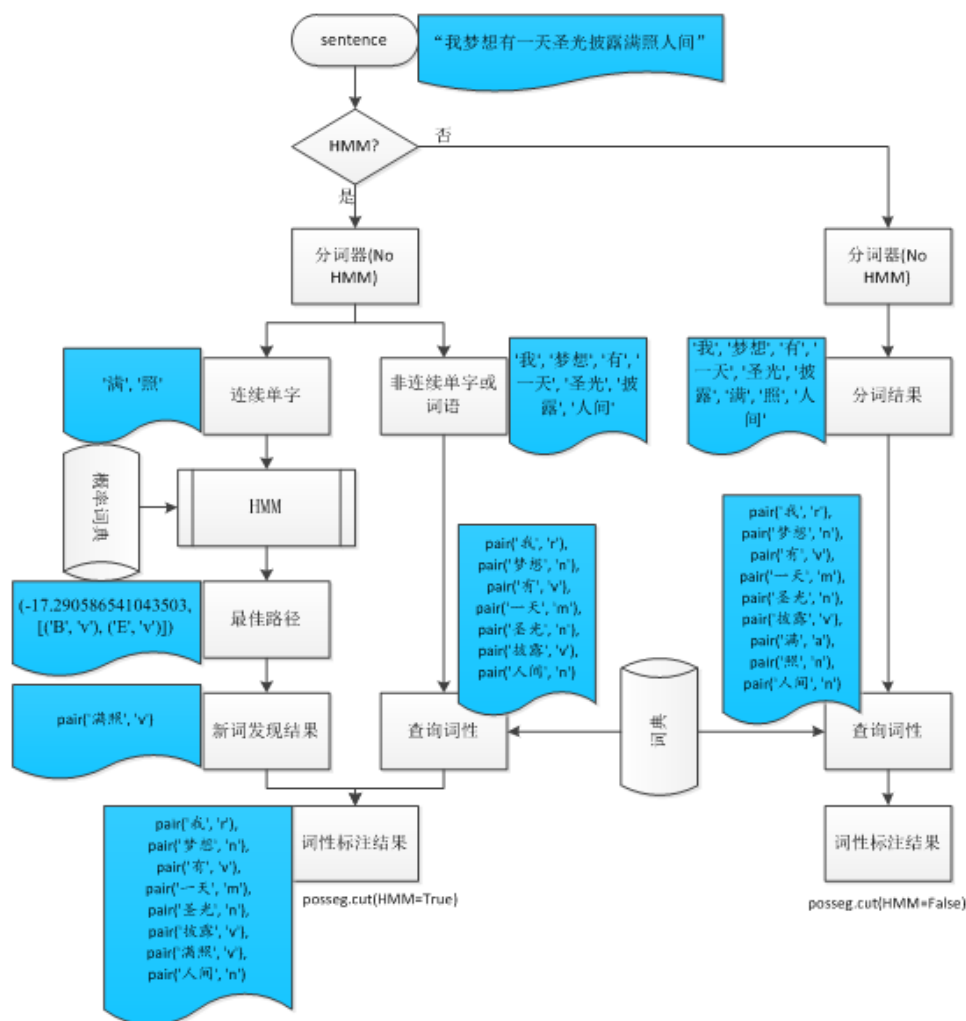 sentence
“我梦想有一天圣光披露满照人间”
HMM?
否
是
分词器(No
HMM)
分词器(No
HMM)
'满', '照'
连续单字
非连续单字或
词语
'我', '梦想', '有', '
一天', '圣光', '披
露', '人间'
'我', '梦想', '有', '
一天', '圣光', '披
露', '满', '照', '人
间'
分词结果
概率词典
HMM
pair('我', 'r'),
pair('梦想', 'n'),
pair('有', 'v'),
pair('一天', 'm'),
pair('圣光', 'n'),
pair('披露', 'v'),
pair('人间', 'n')
pair('我', 'r'),
pair('梦想', 'n'),
pair('有', 'v'),
pair('一天', 'm'),
pair('圣光', 'n'),
pair('披露', 'v'),
pair('满', 'a'),
pair('照', 'n'),
pair('人间', 'n')
(-17.290586541043503,
[('B', 'v'), ('E', 'v')])
最佳路径
pair('满照', 'v')
新词发现结果
查询词性
词典
查询词性
pair('我', 'r'),
pair('梦想', 'n'),
pair('有', 'v'),
pair('一天', 'm'),
pair('圣光', 'n'),
pair('披露', 'v'),
pair('满照', 'v'),
pair('人间', 'n')
词性标注结果
posseg.cut(HMM=True)
词性标注结果
posseg.cut(HMM=False)